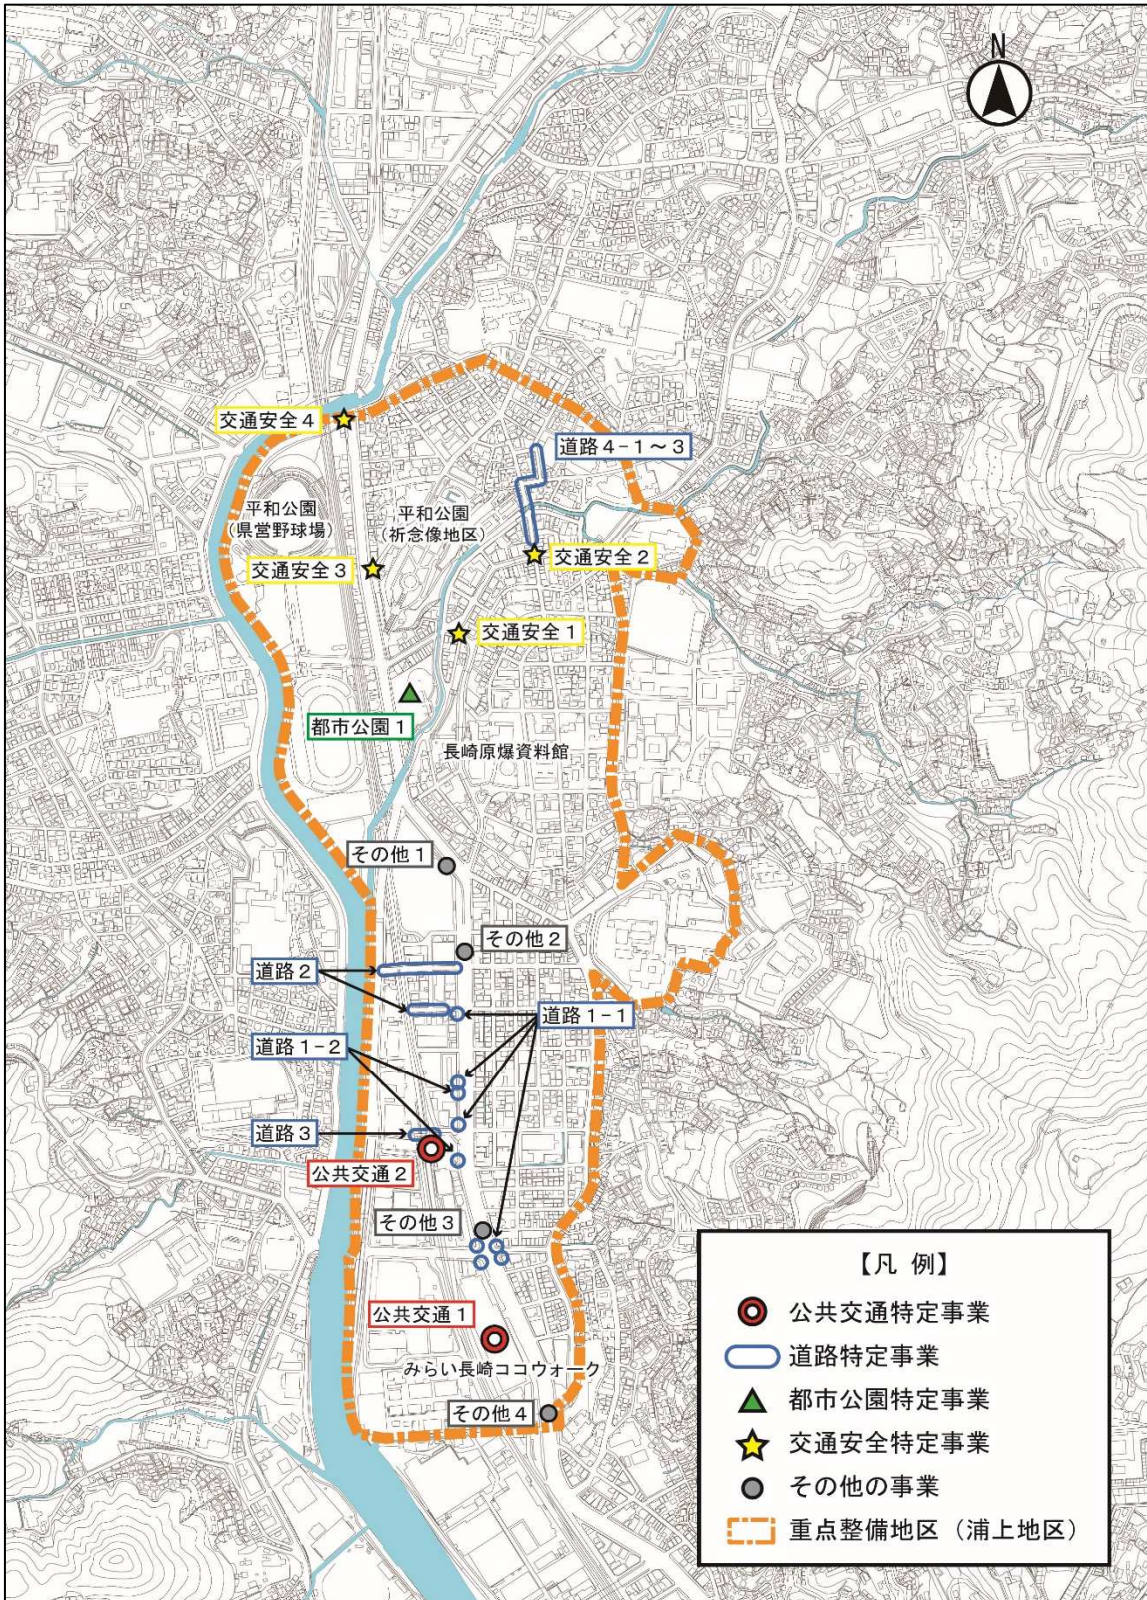 N
交通安全４
道路４-１～３
平和公園
（県営野球場）
平和公園
（祈念像地区）
交通安全３
交通安全２
交通安全１
都市公園１
長崎原爆資料館
その他１
その他２
道路２
道路１-１
道路１-２
道路３
公共交通２
その他３
公共交通１
みらい長崎ココウォーク
その他４
【凡 例】
公共交通特定事業
道路特定事業
都市公園特定事業
交通安全特定事業
その他の事業
重点整備地区（浦上地区）